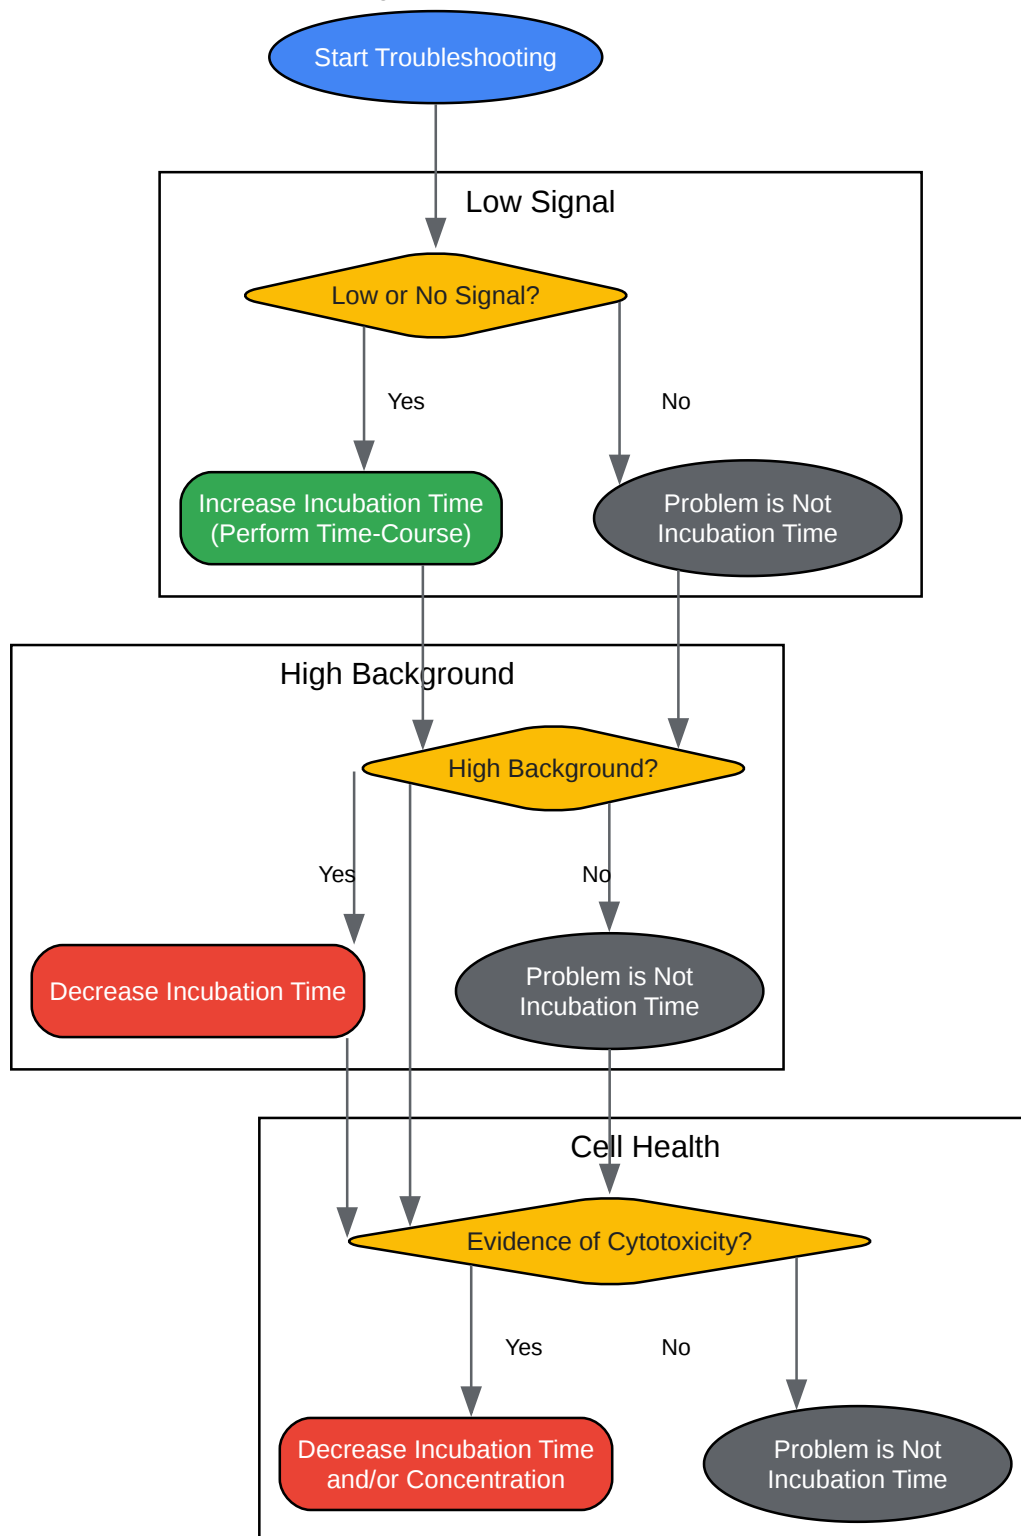 Start Troubleshooting
Low Signal
Low or No Signal?
Yes
No
Increase Incubation Time
(Perform Time-Course)
Problem is Not
Incubation Time
High Background
High Background?
Yes
No
Decrease Incubation Time
Problem is Not
Incubation Time
Cell Health
Evidence of Cytotoxicity?
Yes
No
Decrease Incubation Time
and/or Concentration
Problem is Not
Incubation Time